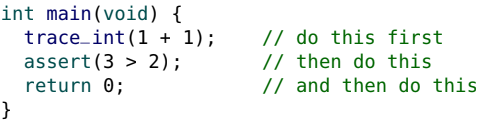 int main(void) {
  trace_int(1 + 1);   // do this first
  assert(3 > 2);      // then do this
  return 0;           // and then do this
}